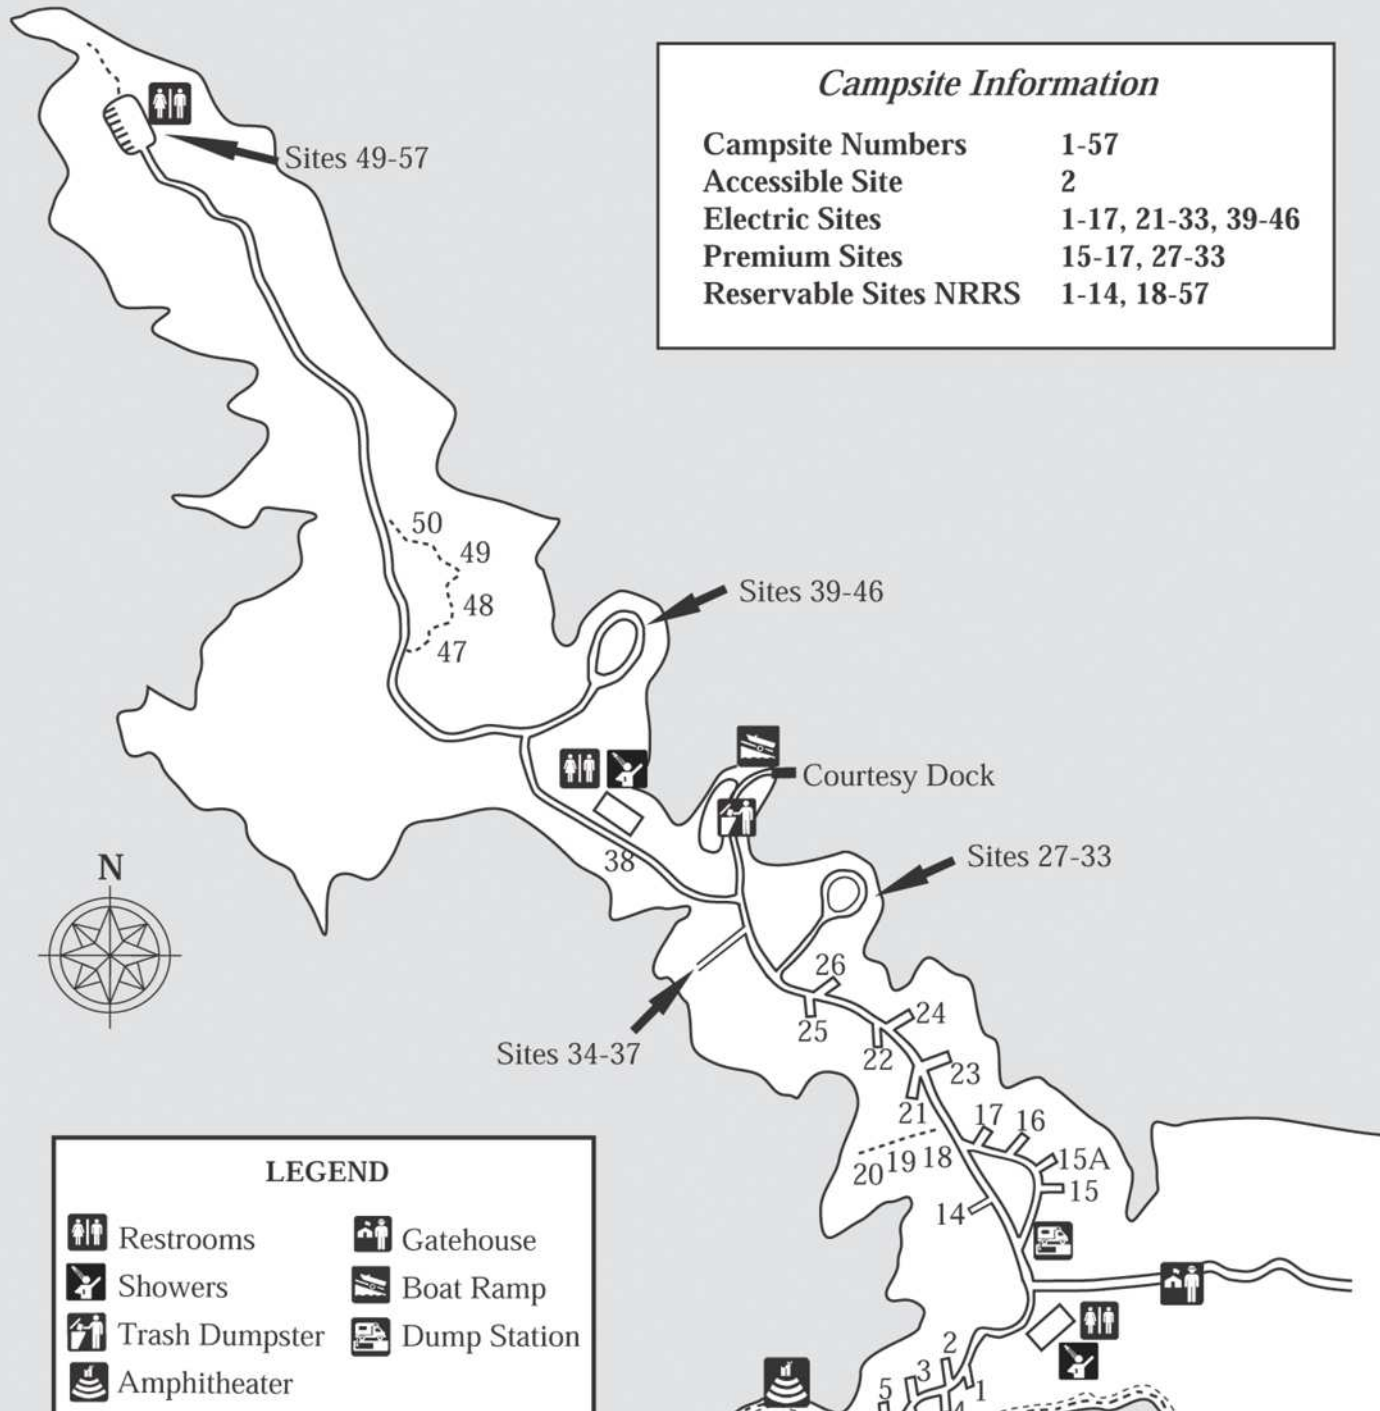 Campsite Information
Campsite Numbers 1-57
Accessible Site 2
Electric Sites 1-17, 21-33, 39-46
Premium Sites 15-17, 27-33
Reservable Sites NRRS 1-14, 18-57
Sites 49-57
50
49
48
47
Sites 39-46
Courtesy Dock
38
Sites 27-33
N
26
25
24
22
Sites 34-37
23
21
17
16
20 19 18
15A
15
14
2
3
1
5
4
LEGEND
Restrooms
Gatehouse
Showers
Boat Ramp
Trash Dumpster
Dump Station
Amphitheater